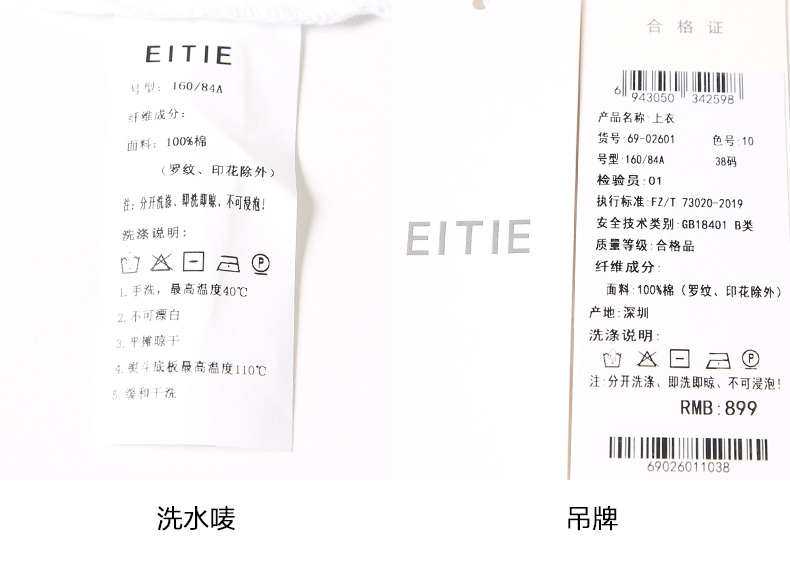 EITIE
号型: 160/84A
纤维成分:
面料: 100%棉
(罗纹、印花除外)
注: 分开洗涤、即洗即晾、不可浸泡!
洗涤说明:
1.手洗，最高温度40℃
2.不可漂白
3.平摊晾干
4.熨斗底板最高温度110℃
5.缓和干洗
洗水唛
EITIE
合格证
6 943050 342598
产品名称:上衣
货号:69-02601 色号:10
号型:160/84A 38码
检验员:01
执行标准:FZ/T 73020-2019
安全技术类别:GB18401 B类
质量等级:合格品
纤维成分:
面料:100%棉(罗纹、印花除外)
产地:深圳
洗涤说明:
注:分开洗涤、即洗即晾、不可浸泡!
RMB:899
69026011038
吊牌